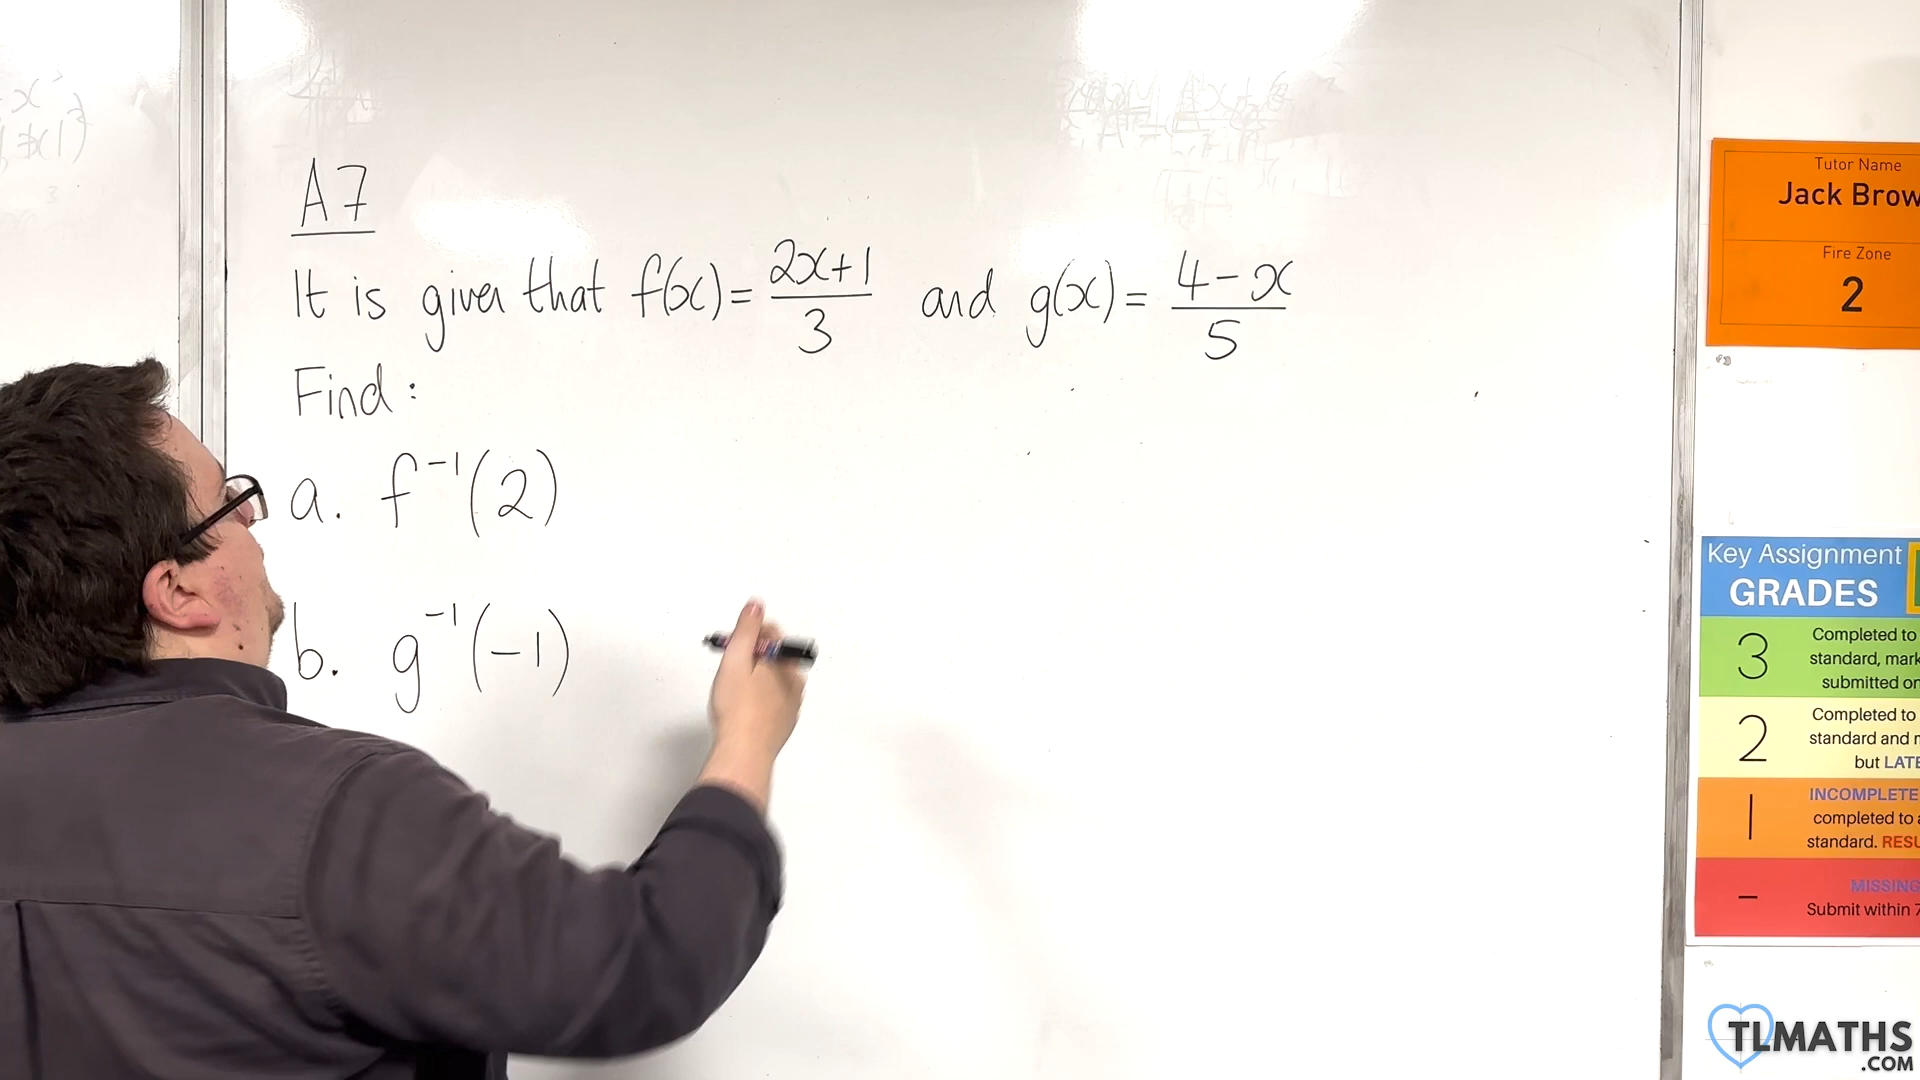 A7
It is given that f(x) = (2x+1)/3 and g(x) = (4-x)/5
Find:
a. f⁻¹(2)
b. g⁻¹(-1)
Tutor Name
Jack Brow
Fire Zone
2
Key Assignment
GRADES
3 Completed to
standard, mark
submitted on
2 Completed to
standard and
but LATE
1 INCOMPLETE
completed to
standard. RESU
- MISSING
Submit within 7
TLMATHS
.COM